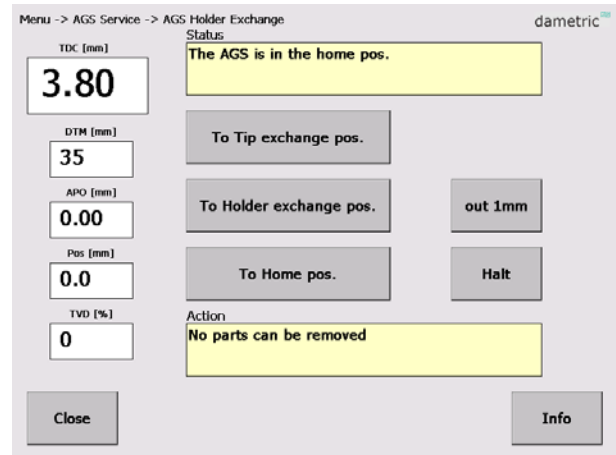 Menu -> AGS Service -> AGS Holder Exchange
dametric
Status
TDC [mm]
The AGS is in the home pos.
3.80
DTM [mm]
To Tip exchange pos.
35
APO [mm]
To Holder exchange pos.
out 1mm
0.00
Pos [mm]
To Home pos.
Halt
0.0
TVD [%]
Action
0
No parts can be removed
Close
Info